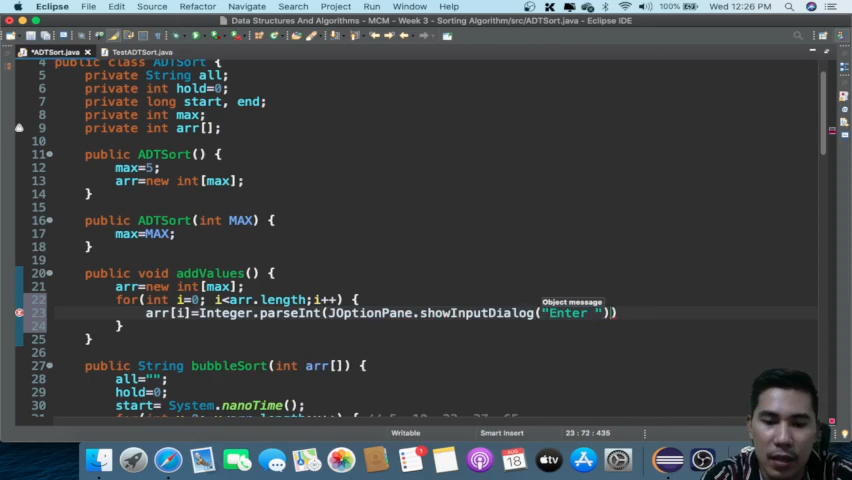 Eclipse File Edit Source Refactor Navigate Search Project Run Window Help 100% Wed 12:26 PM
Data Structures And Algorithms - MCM - Week 3 - Sorting Algorithm/src/ADTSort.java - Eclipse IDE
*ADTSort.java TestADTSort.java
4 public class ADTSort {
5 private String all;
6 private int hold=0;
7 private long start, end;
8 private int max;
9 private int arr[];
10
11 public ADTSort() {
12 max=5;
13 arr=new int[max];
14 }
15
16 public ADTSort(int MAX) {
17 max=MAX;
18 }
19
20 public void addValues() {
21 arr=new int[max];
22 for(int i=0; i<arr.length;i++) {
Object message
23 arr[i]=Integer.parseInt(JOptionPane.showInputDialog("Enter "))
24 }
25 }
26
27 public String bubbleSort(int arr[]) {
28 all="";
29 hold=0;
30 start= System.nanoTime();
Writable Smart Insert 23 : 72 : 435
AUG 18
tv